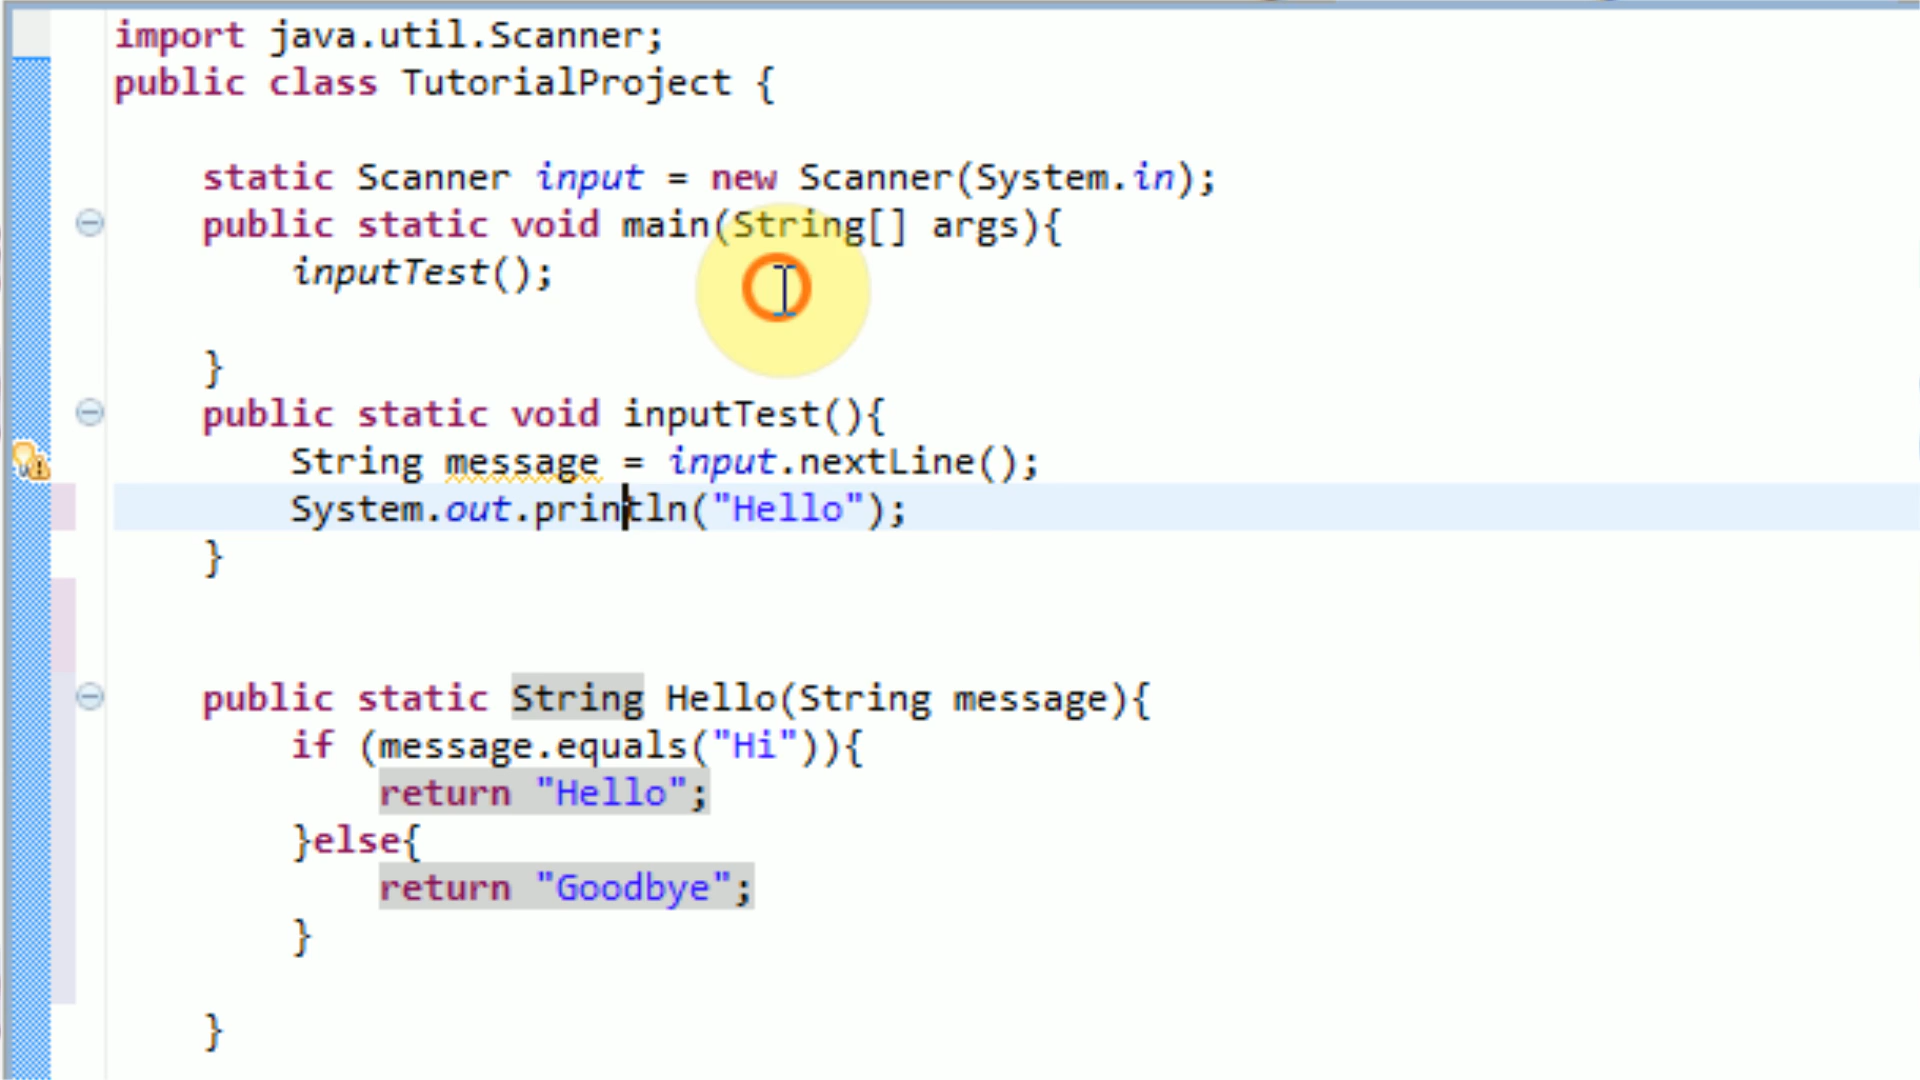 import java.util.Scanner;
public class TutorialProject {
static Scanner input = new Scanner(System.in);
public static void main(String[] args){
inputTest();
}
public static void inputTest(){
String message = input.nextLine();
System.out.println("Hello");
}
public static String Hello(String message){
if (message.equals("Hi")){
return "Hello";
}else{
return "Goodbye";
}
}